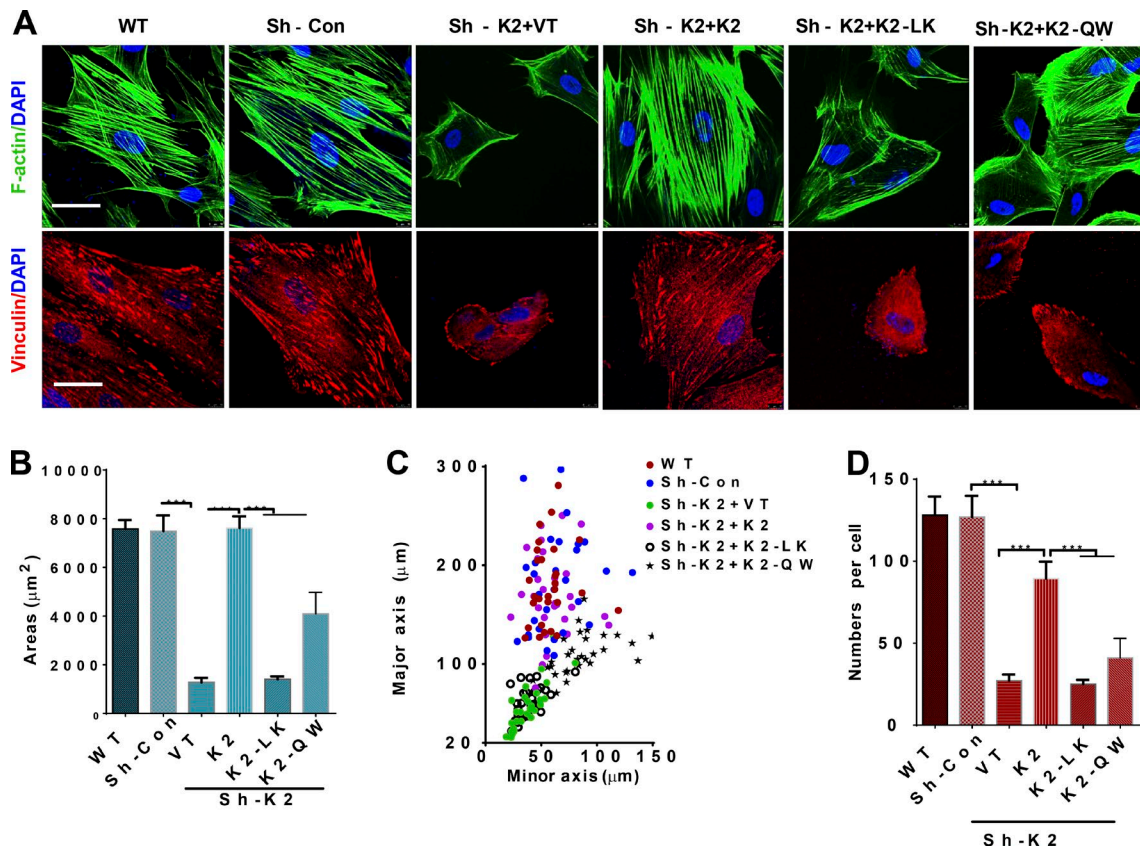 A
WT Sh - Con Sh - K2+VT Sh - K2+K2 Sh - K2+K2-LK Sh-K2+K2-QW
F-actin/DAPI
Vinculin/DAPI
B
Areas (μm²)
10000
8000
6000
4000
2000
0
*** *** ***
WT Sh-Con VT K2 K2-LK K2-QW
Sh-K2
C
Major axis (μm)
300
200
100
20
0 50 100 150
Minor axis (μm)
WT
Sh-Con
Sh-K2+VT
Sh-K2+K2
Sh-K2+K2-LK
Sh-K2+K2-QW
D
Numbers per cell
150
100
50
0
***
*** ***
WT Sh-Con VT K2 K2-LK K2-QW
Sh-K2